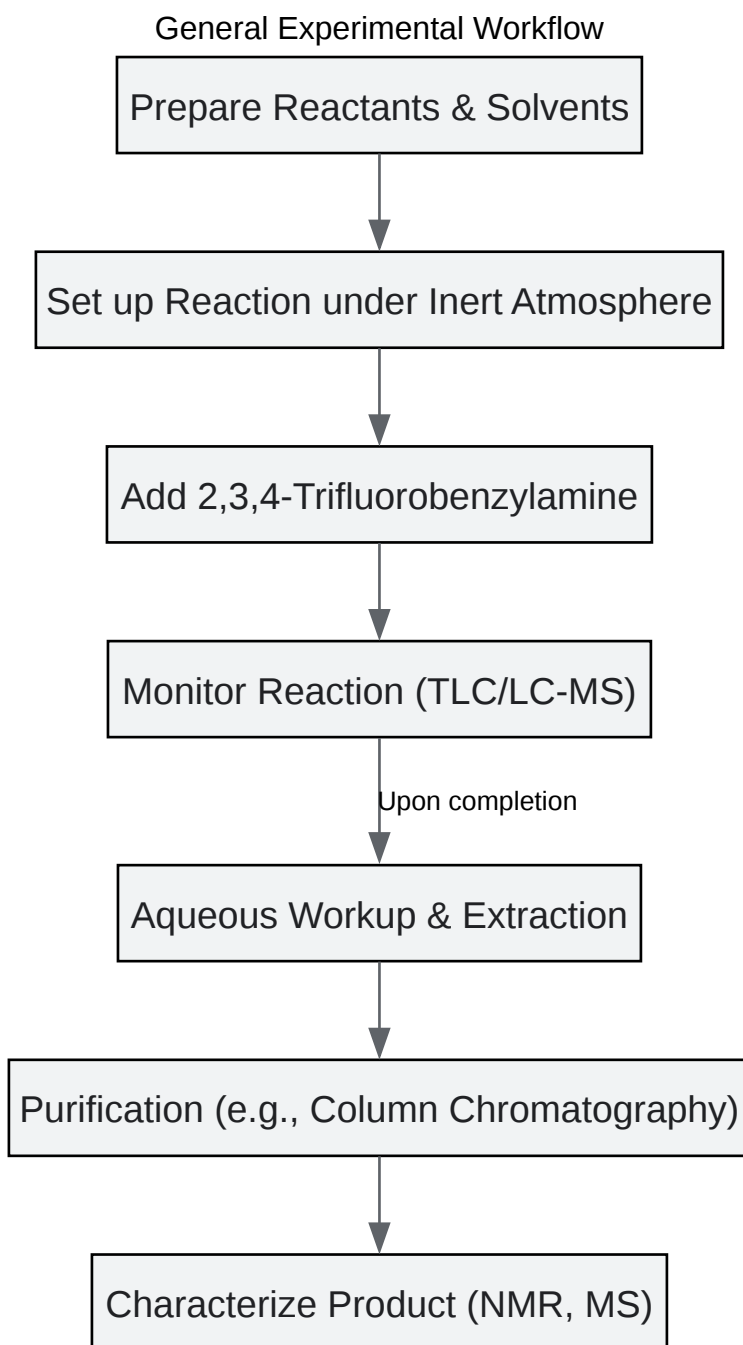 General Experimental Workflow
Prepare Reactants & Solvents
Set up Reaction under Inert Atmosphere
Add 2,3,4-Trifluorobenzylamine
Monitor Reaction (TLC/LC-MS)
Upon completion
Aqueous Workup & Extraction
Purification (e.g., Column Chromatography)
Characterize Product (NMR, MS)